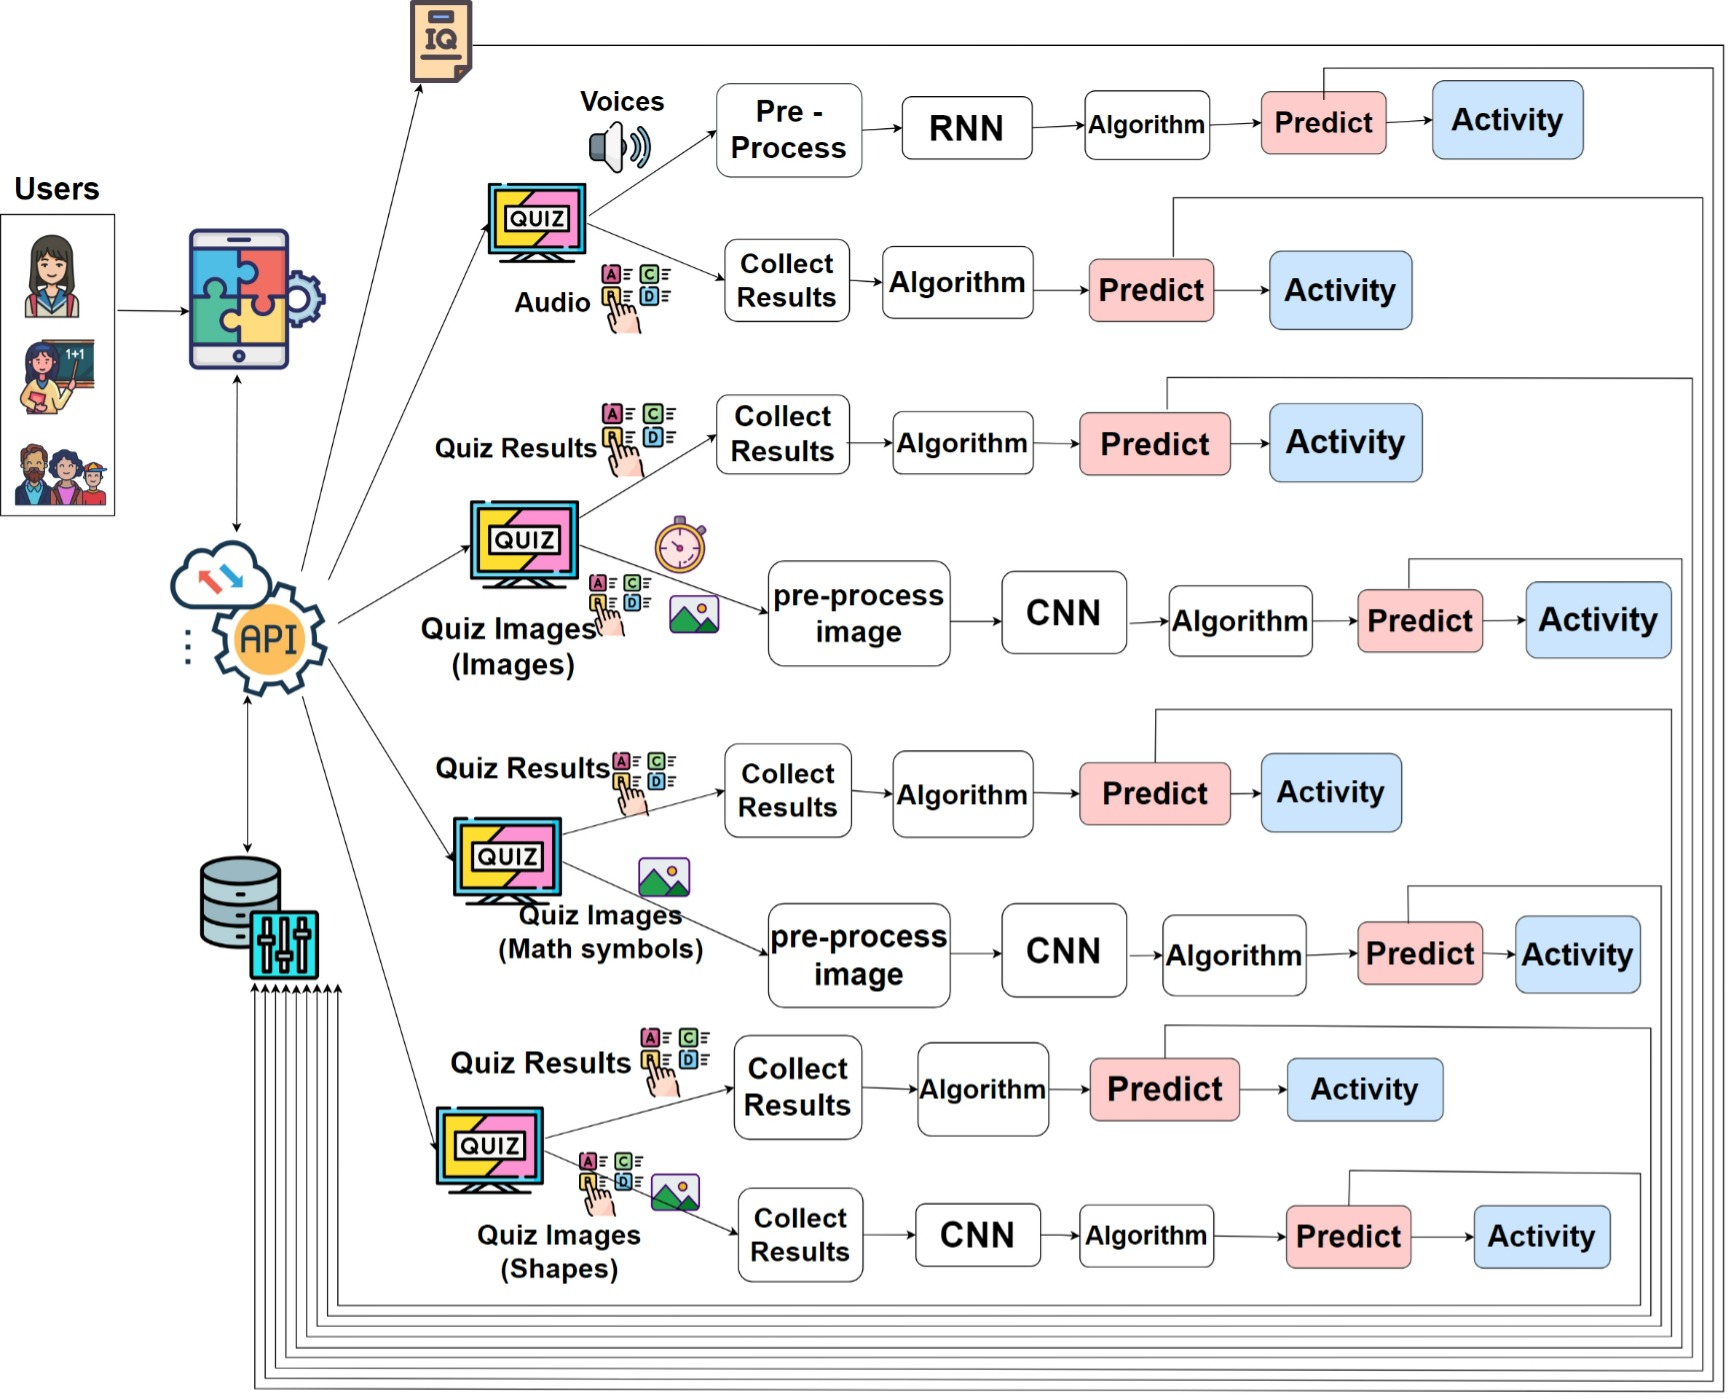 IQ
Voices
Pre -
Process
RNN
Algorithm
Predict
Activity
Users
QUIZ
Audio
A C
B D
Collect
Results
Algorithm
Predict
Activity
1+1
Quiz Results
A C
B D
Collect
Results
Algorithm
Predict
Activity
QUIZ
A C
B D
Quiz Images
(Images)
pre-process
image
CNN
Algorithm
Predict
Activity
API
Quiz Results
A C
B D
Collect
Results
Algorithm
Predict
Activity
QUIZ
Quiz Images
(Math symbols)
pre-process
image
CNN
Algorithm
Predict
Activity
Quiz Results
A C
B D
Collect
Results
Algorithm
Predict
Activity
QUIZ
A C
B D
Quiz Images
(Shapes)
Collect
Results
CNN
Algorithm
Predict
Activity